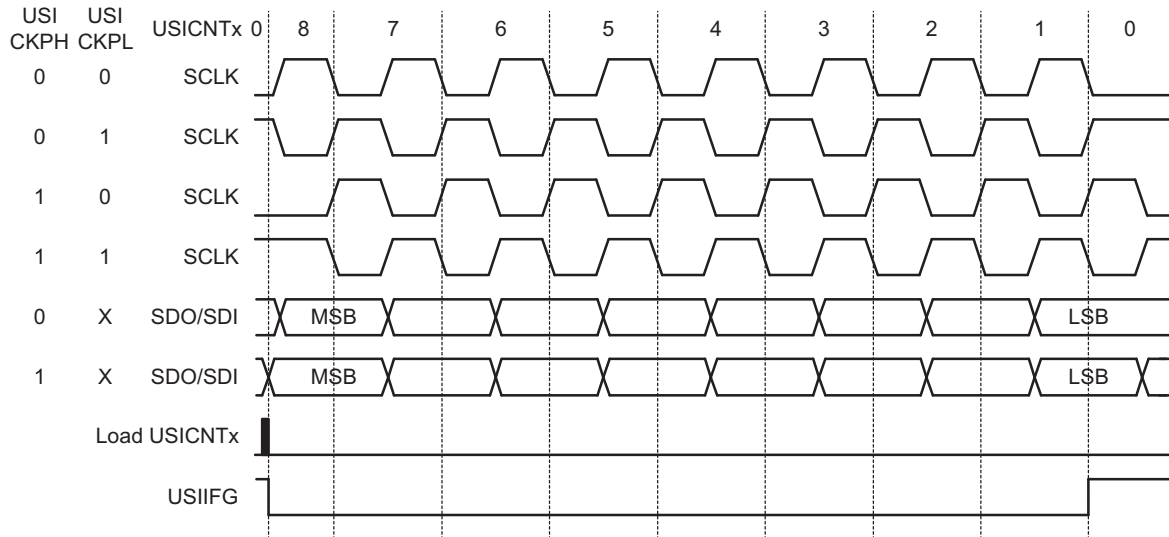 USI USI
CKPH CKPL USICNTx 0 8 7 6 5 4 3 2 1 0
0 0 SCLK
0 1 SCLK
1 0 SCLK
1 1 SCLK
0 X SDO/SDI MSB LSB
1 X SDO/SDI MSB LSB
Load USICNTx
USIIFG